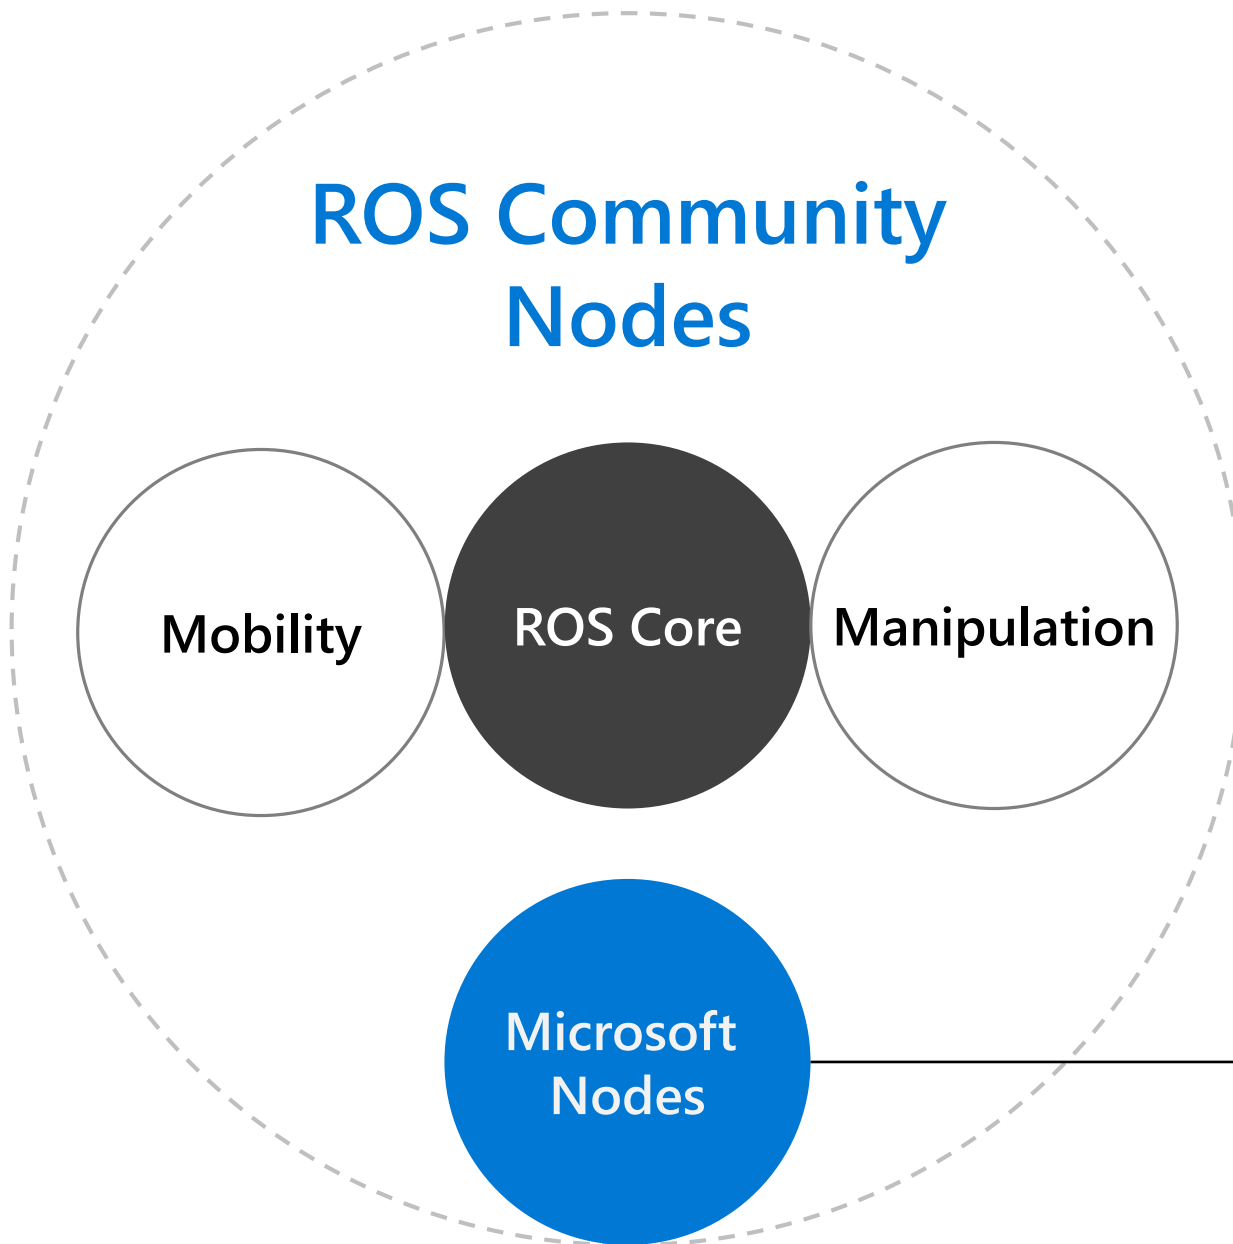 ROS Community
Nodes
Mobility
ROS Core
Manipulation
Microsoft
Nodes